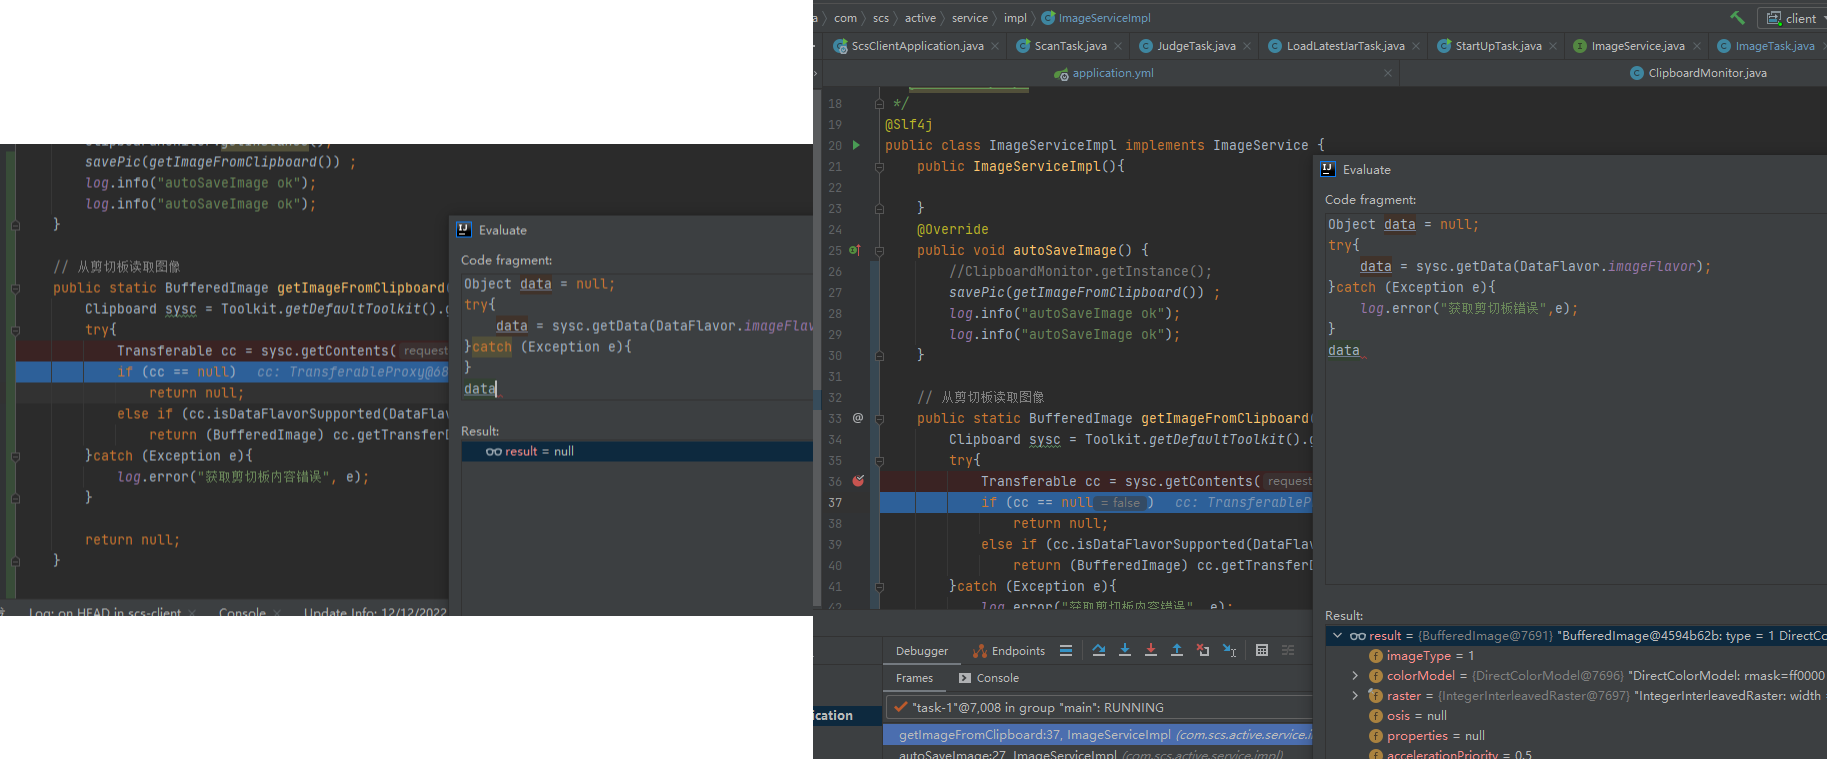 savePic(getImageFromClipboard()) ;
log.info("autoSaveImage ok");
log.info("autoSaveImage ok");
}
// 从剪切板读取图像
public static BufferedImage getImageFromClipboard(
Clipboard sysc = Toolkit.getDefaultToolkit().g
try{
Transferable cc = sysc.getContents( request
if (cc == null) cc: TransferableProxy@68
return null;
else if (cc.isDataFlavorSupported(DataFlav
return (BufferedImage) cc.getTransferD
}catch (Exception e){
log.error("获取剪切板内容错误", e);
}
return null;
}
Log: on HEAD in scs-client
Console
Update Info: 12/12/2022
Evaluate
Code fragment:
Object data = null;
try{
data = sysc.getData(DataFlavor.imageFlav
}catch (Exception e){
}
data
Result:
result = null
com
scs
active
service
impl
ImageServiceImpl
client
ScsClientApplication.java
ScanTask.java
JudgeTask.java
LoadLatestJarTask.java
StartUpTask.java
ImageService.java
ImageTask.java
application.yml
ClipboardMonitor.java
18 */
19 @Slf4j
20 public class ImageServiceImpl implements ImageService {
21 public ImageServiceImpl(){
22
23 }
24 @Override
25 public void autoSaveImage() {
26 //ClipboardMonitor.getInstance();
27 savePic(getImageFromClipboard()) ;
28 log.info("autoSaveImage ok");
29 log.info("autoSaveImage ok");
30 }
31
32 // 从剪切板读取图像
33 @ public static BufferedImage getImageFromClipboard(
34 Clipboard sysc = Toolkit.getDefaultToolkit().g
35 try{
36 Transferable cc = sysc.getContents( request
37 if (cc == null = false ) cc: TransferableP
38 return null;
39 else if (cc.isDataFlavorSupported(DataFlav
40 return (BufferedImage) cc.getTransferD
41 }catch (Exception e){
42 log.error("获取剪切板内容错误", e);
Evaluate
Code fragment:
Object data = null;
try{
data = sysc.getData(DataFlavor.imageFlavor);
}catch (Exception e){
log.error("获取剪切板错误",e);
}
data
Result:
result = {BufferedImage@7691} "BufferedImage@4594b62b: type = 1 DirectCo
imageType = 1
colorModel = {DirectColorModel@7696} "DirectColorModel: rmask=ff0000
raster = {IntegerInterleavedRaster@7697} "IntegerInterleavedRaster: width
osis = null
properties = null
accelerationPriority = 0.5
Debugger
Endpoints
Frames
Console
ication
"task-1"@7,008 in group "main": RUNNING
getImageFromClipboard:37, ImageServiceImpl (com.scs.active.service.i
autoSaveImage:27, ImageServiceImpl (com.scs.active.service.impl)